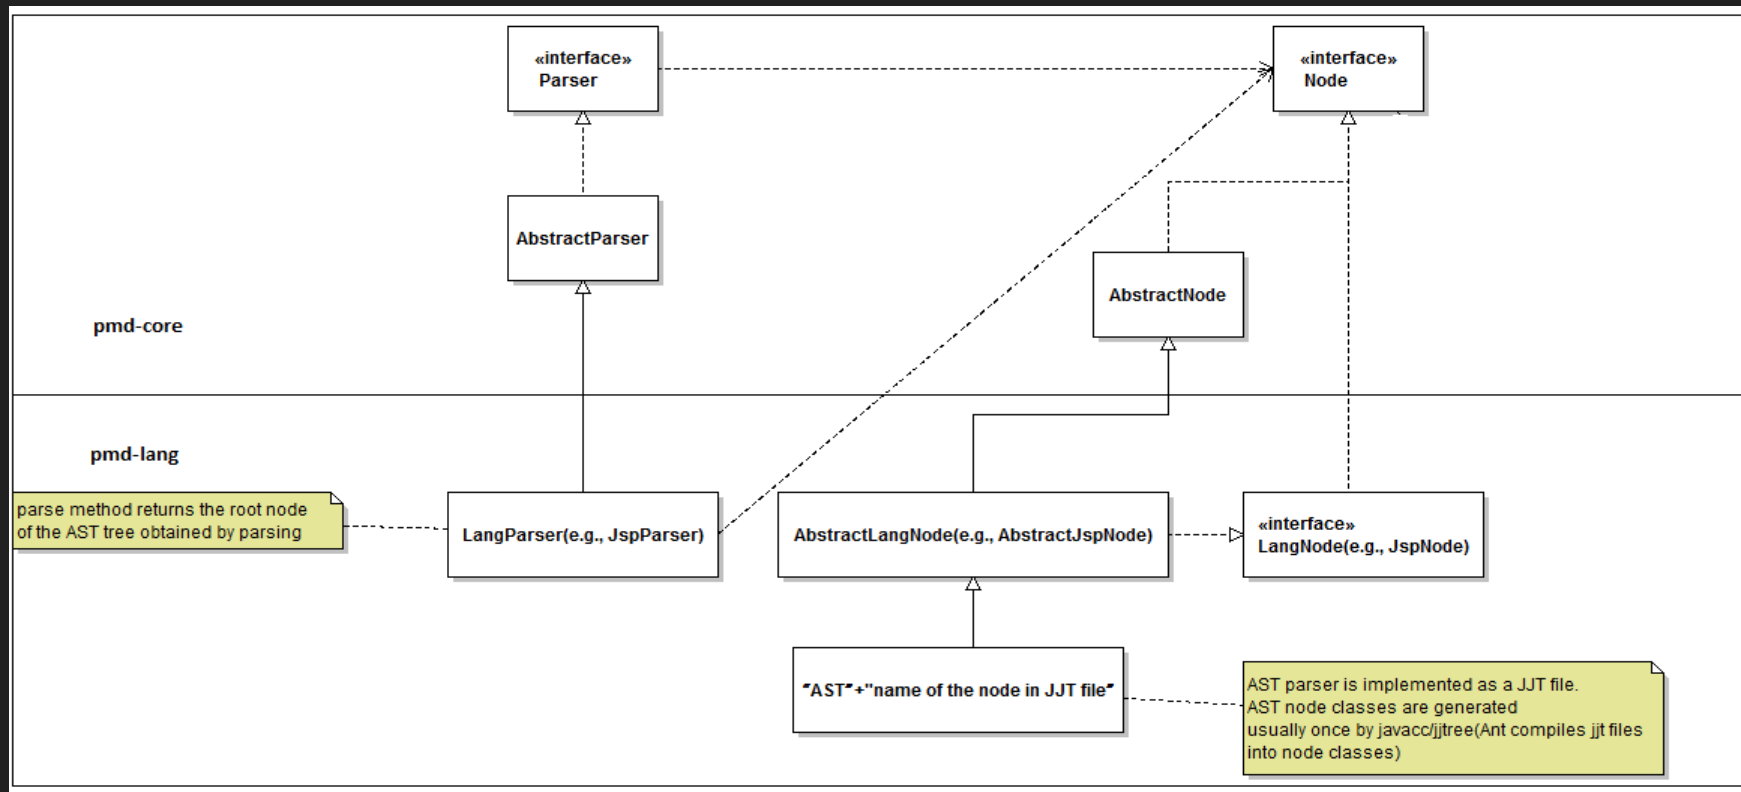 «interface»
Parser
«interface»
Node
AbstractParser
AbstractNode
pmd-core
pmd-lang
parse method returns the root node
of the AST tree obtained by parsing
LangParser(e.g., JspParser)
AbstractLangNode(e.g., AbstractJspNode)
«interface»
LangNode(e.g., JspNode)
"AST"+"name of the node in JJT file"
AST parser is implemented as a JJT file.
AST node classes are generated
usually once by javacc/jjtree(Ant compiles jjt files
into node classes)